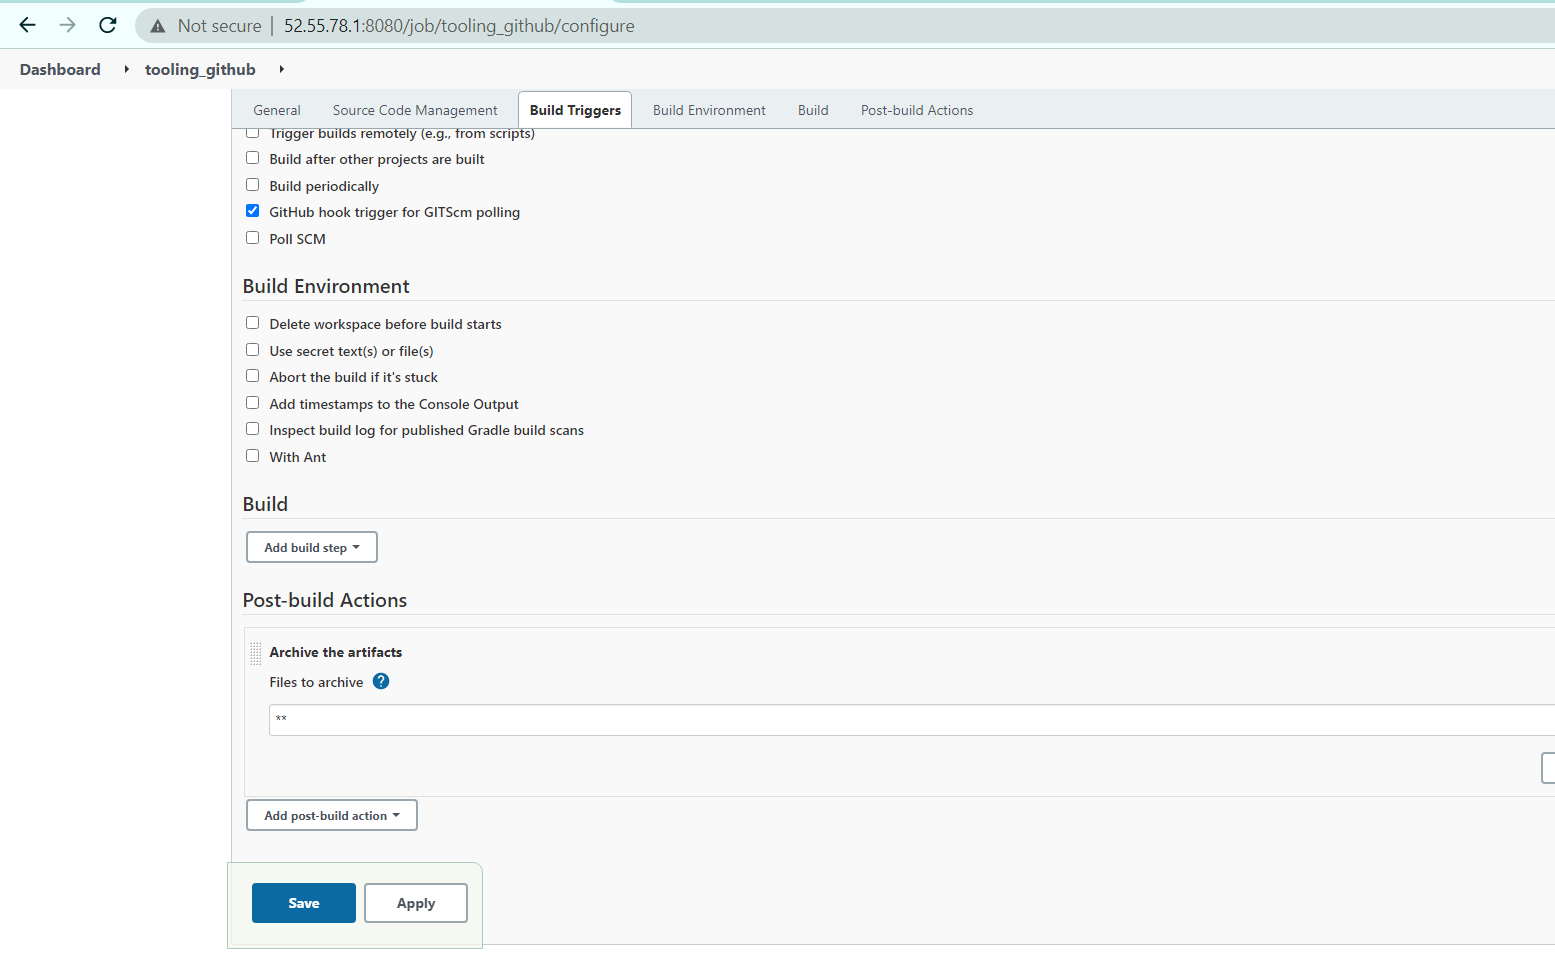 Not secure | 52.55.78.1:8080/job/tooling_github/configure
Dashboard tooling_github
General Source Code Management Build Triggers Build Environment Build Post-build Actions
Trigger builds remotely (e.g., from scripts)
Build after other projects are built
Build periodically
GitHub hook trigger for GITScm polling
Poll SCM
Build Environment
Delete workspace before build starts
Use secret text(s) or file(s)
Abort the build if it's stuck
Add timestamps to the Console Output
Inspect build log for published Gradle build scans
With Ant
Build
Add build step
Post-build Actions
Archive the artifacts
Files to archive ?
**
Add post-build action
Save Apply